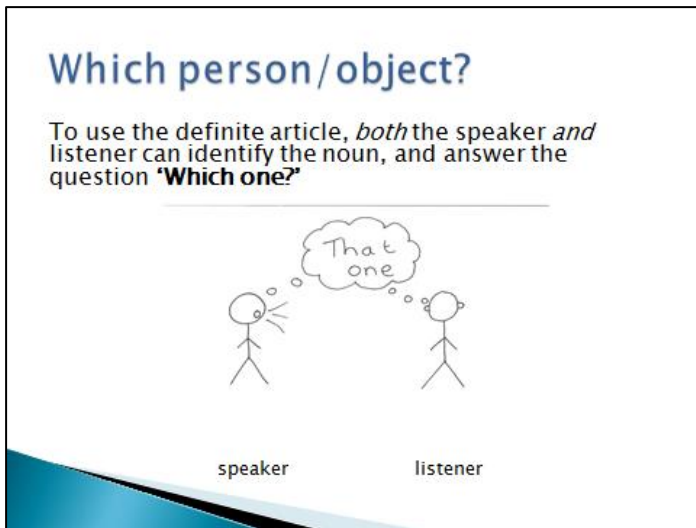 Which person/object?
To use the definite article, both the speaker and
listener can identify the noun, and answer the
question ‘Which one?’
That
one
speaker
listener